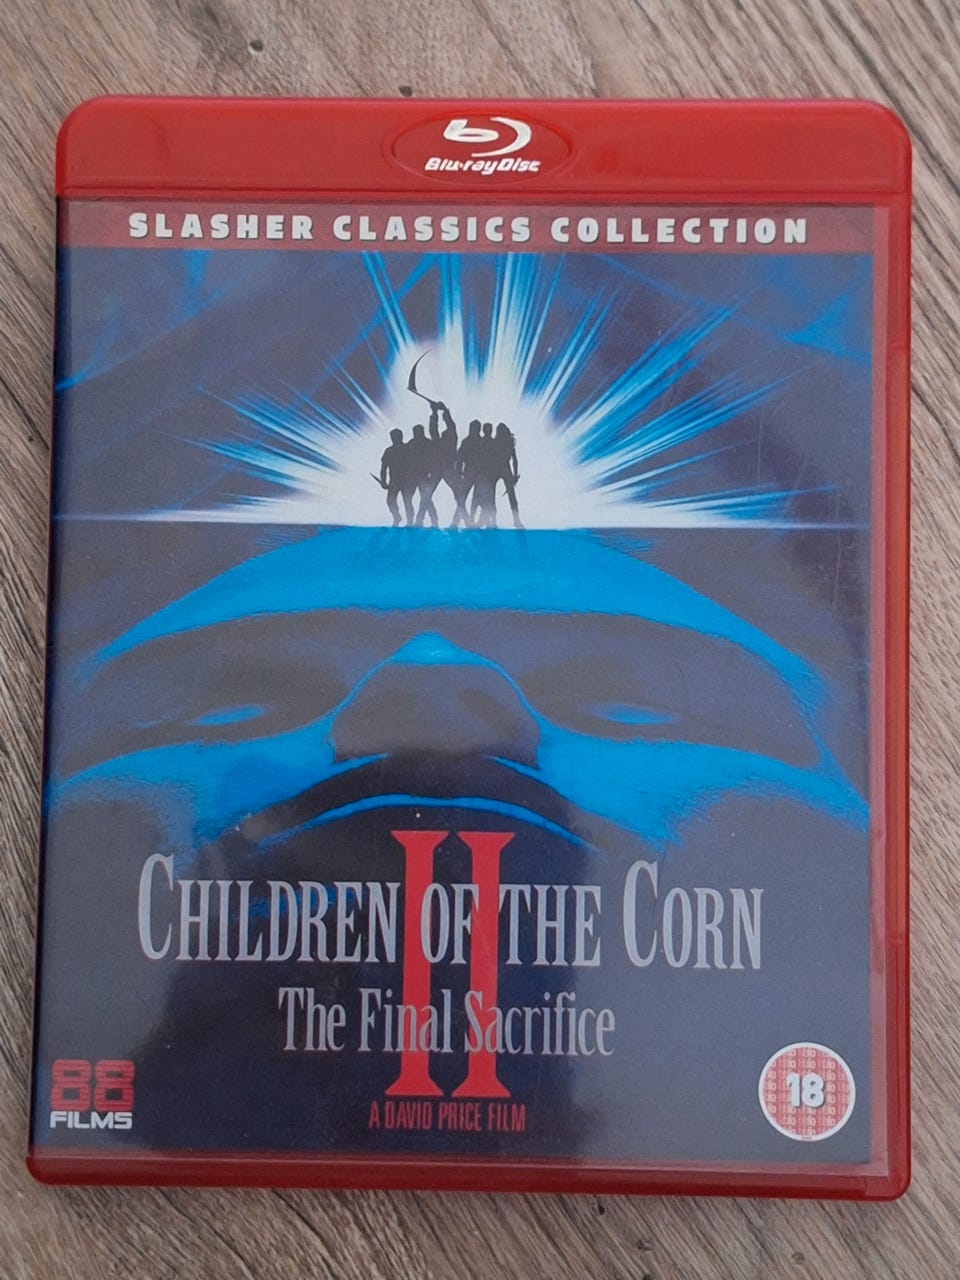 Blu-ray Disc
SLASHER CLASSICS COLLECTION
II
CHILDREN OF THE CORN
The Final Sacrifice
A DAVID PRICE FILM
88
FILMS
18